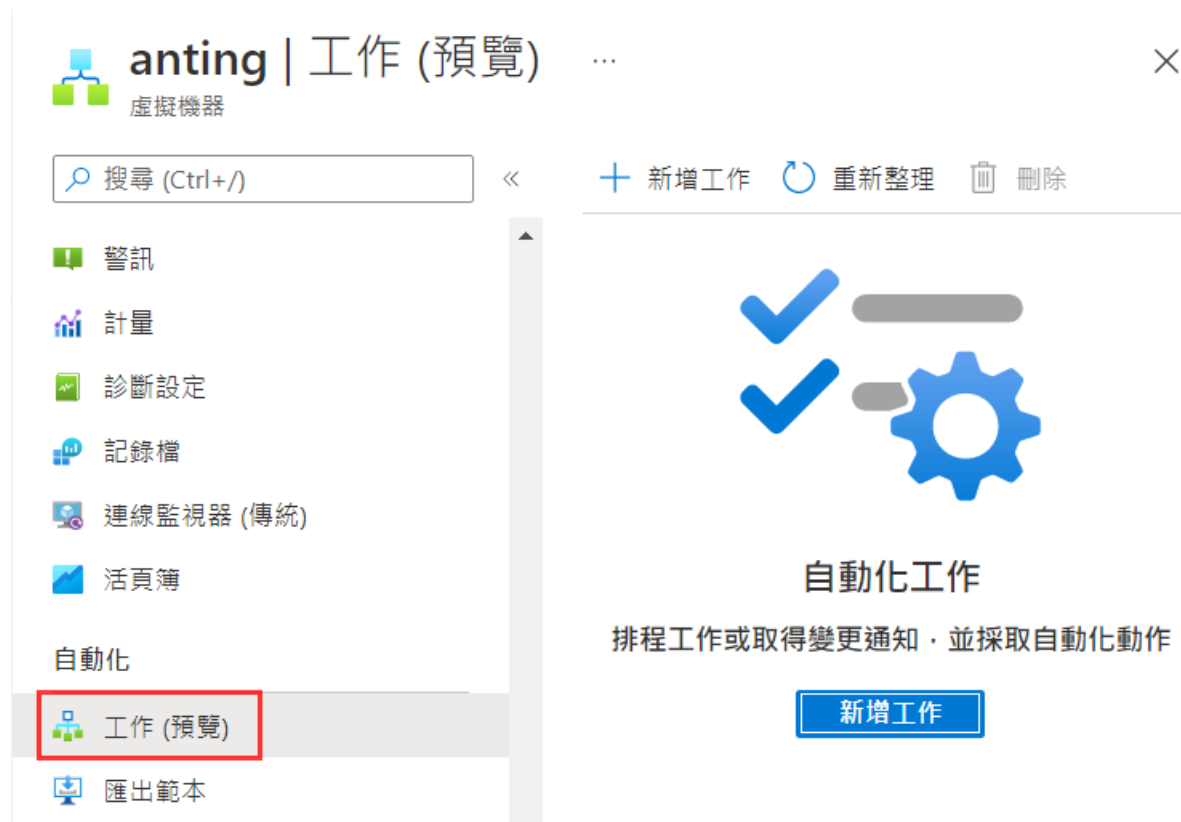 anting | 工作 (預覽) ...
虛擬機器
搜尋 (Ctrl+/)
«
新增工作 重新整理 刪除
警訊
計量
診斷設定
記錄檔
連線監視器 (傳統)
活頁簿
自動化
工作 (預覽)
匯出範本
自動化工作
排程工作或取得變更通知，並採取自動化動作
新增工作